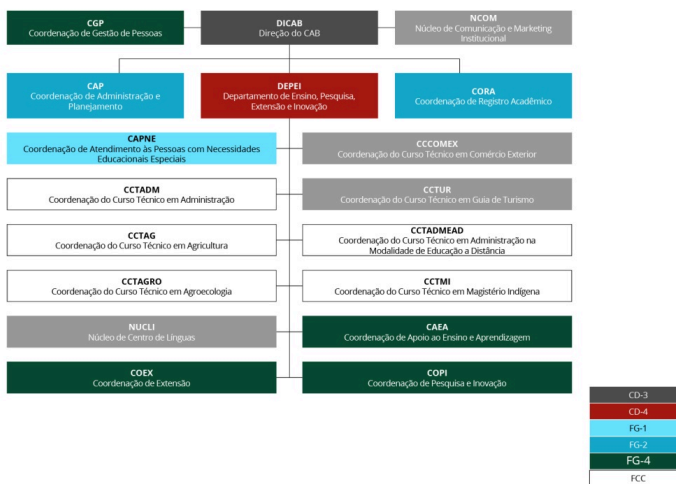 CGP
Coordenação de Gestão de Pessoas
DICAB
Direção do CAB
NCOM
Núcleo de Comunicação e Marketing
Institucional
CAP
Coordenação de Administração e
Planejamento
DEPEI
Departamento de Ensino, Pesquisa,
Extensão e Inovação
CORA
Coordenação de Registro Acadêmico
CAPNE
Coordenação de Atendimento às Pessoas com Necessidades
Educacionais Especiais
CCCOMEX
Coordenação do Curso Técnico em Comércio Exterior
CCTADM
Coordenação do Curso Técnico em Administração
CCTUR
Coordenação do Curso Técnico em Guia de Turismo
CCTAG
Coordenação do Curso Técnico em Agricultura
CCTADMEAD
Coordenação do Curso Técnico em Administração na
Modalidade de Educação a Distância
CCTAGRO
Coordenação do Curso Técnico em Agroecologia
CCTMI
Coordenação do Curso Técnico em Magistério Indígena
NUCLI
Núcleo de Centro de Línguas
CAEA
Coordenação de Apoio ao Ensino e Aprendizagem
COEX
Coordenação de Extensão
COPI
Coordenação de Pesquisa e Inovação
CD-3
CD-4
FG-1
FG-2
FG-4
FCC